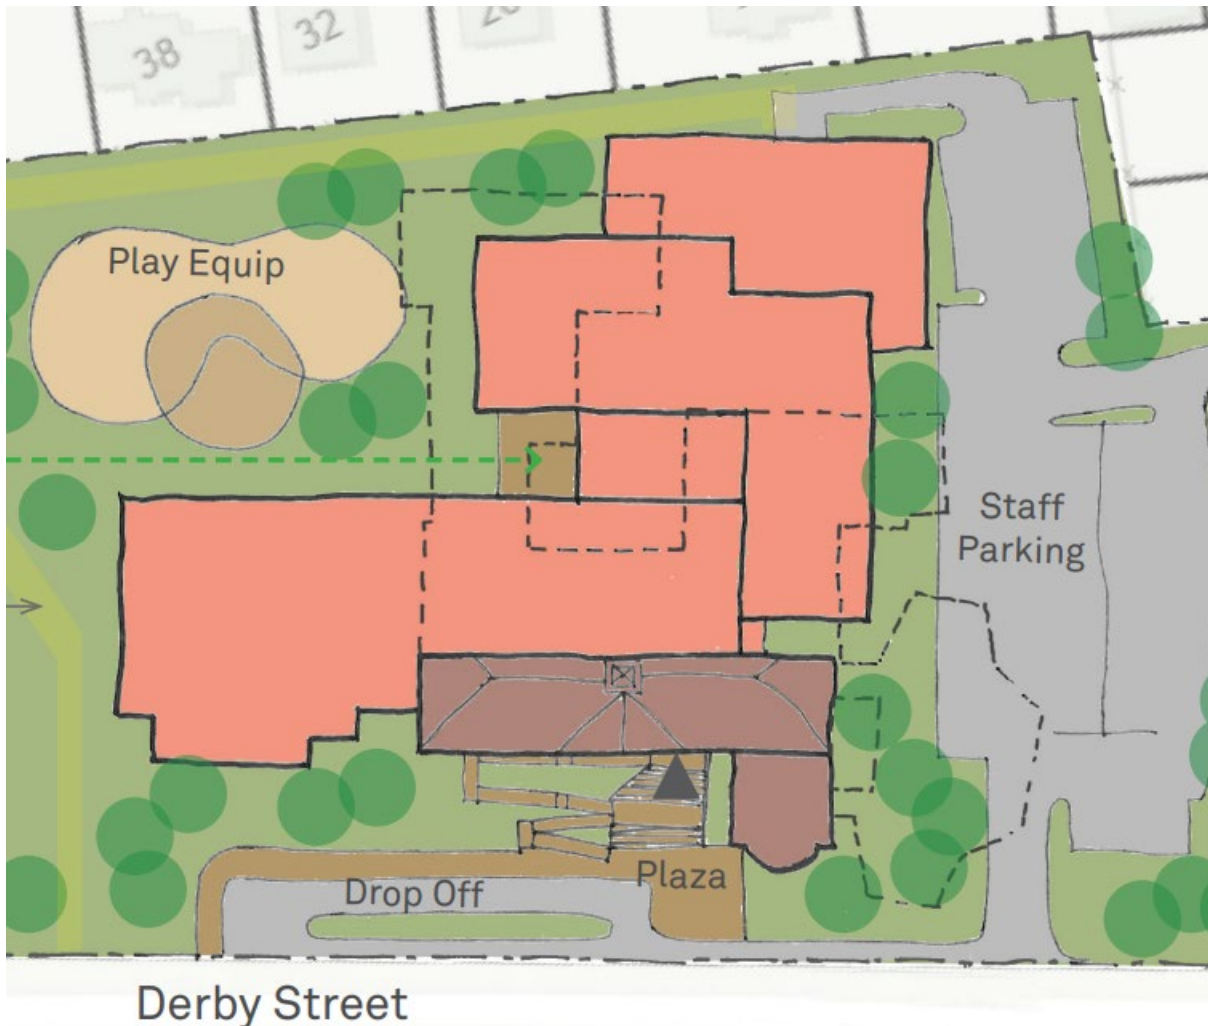 38
32
Play Equip
Staff
Parking
Plaza
Drop Off
Derby Street